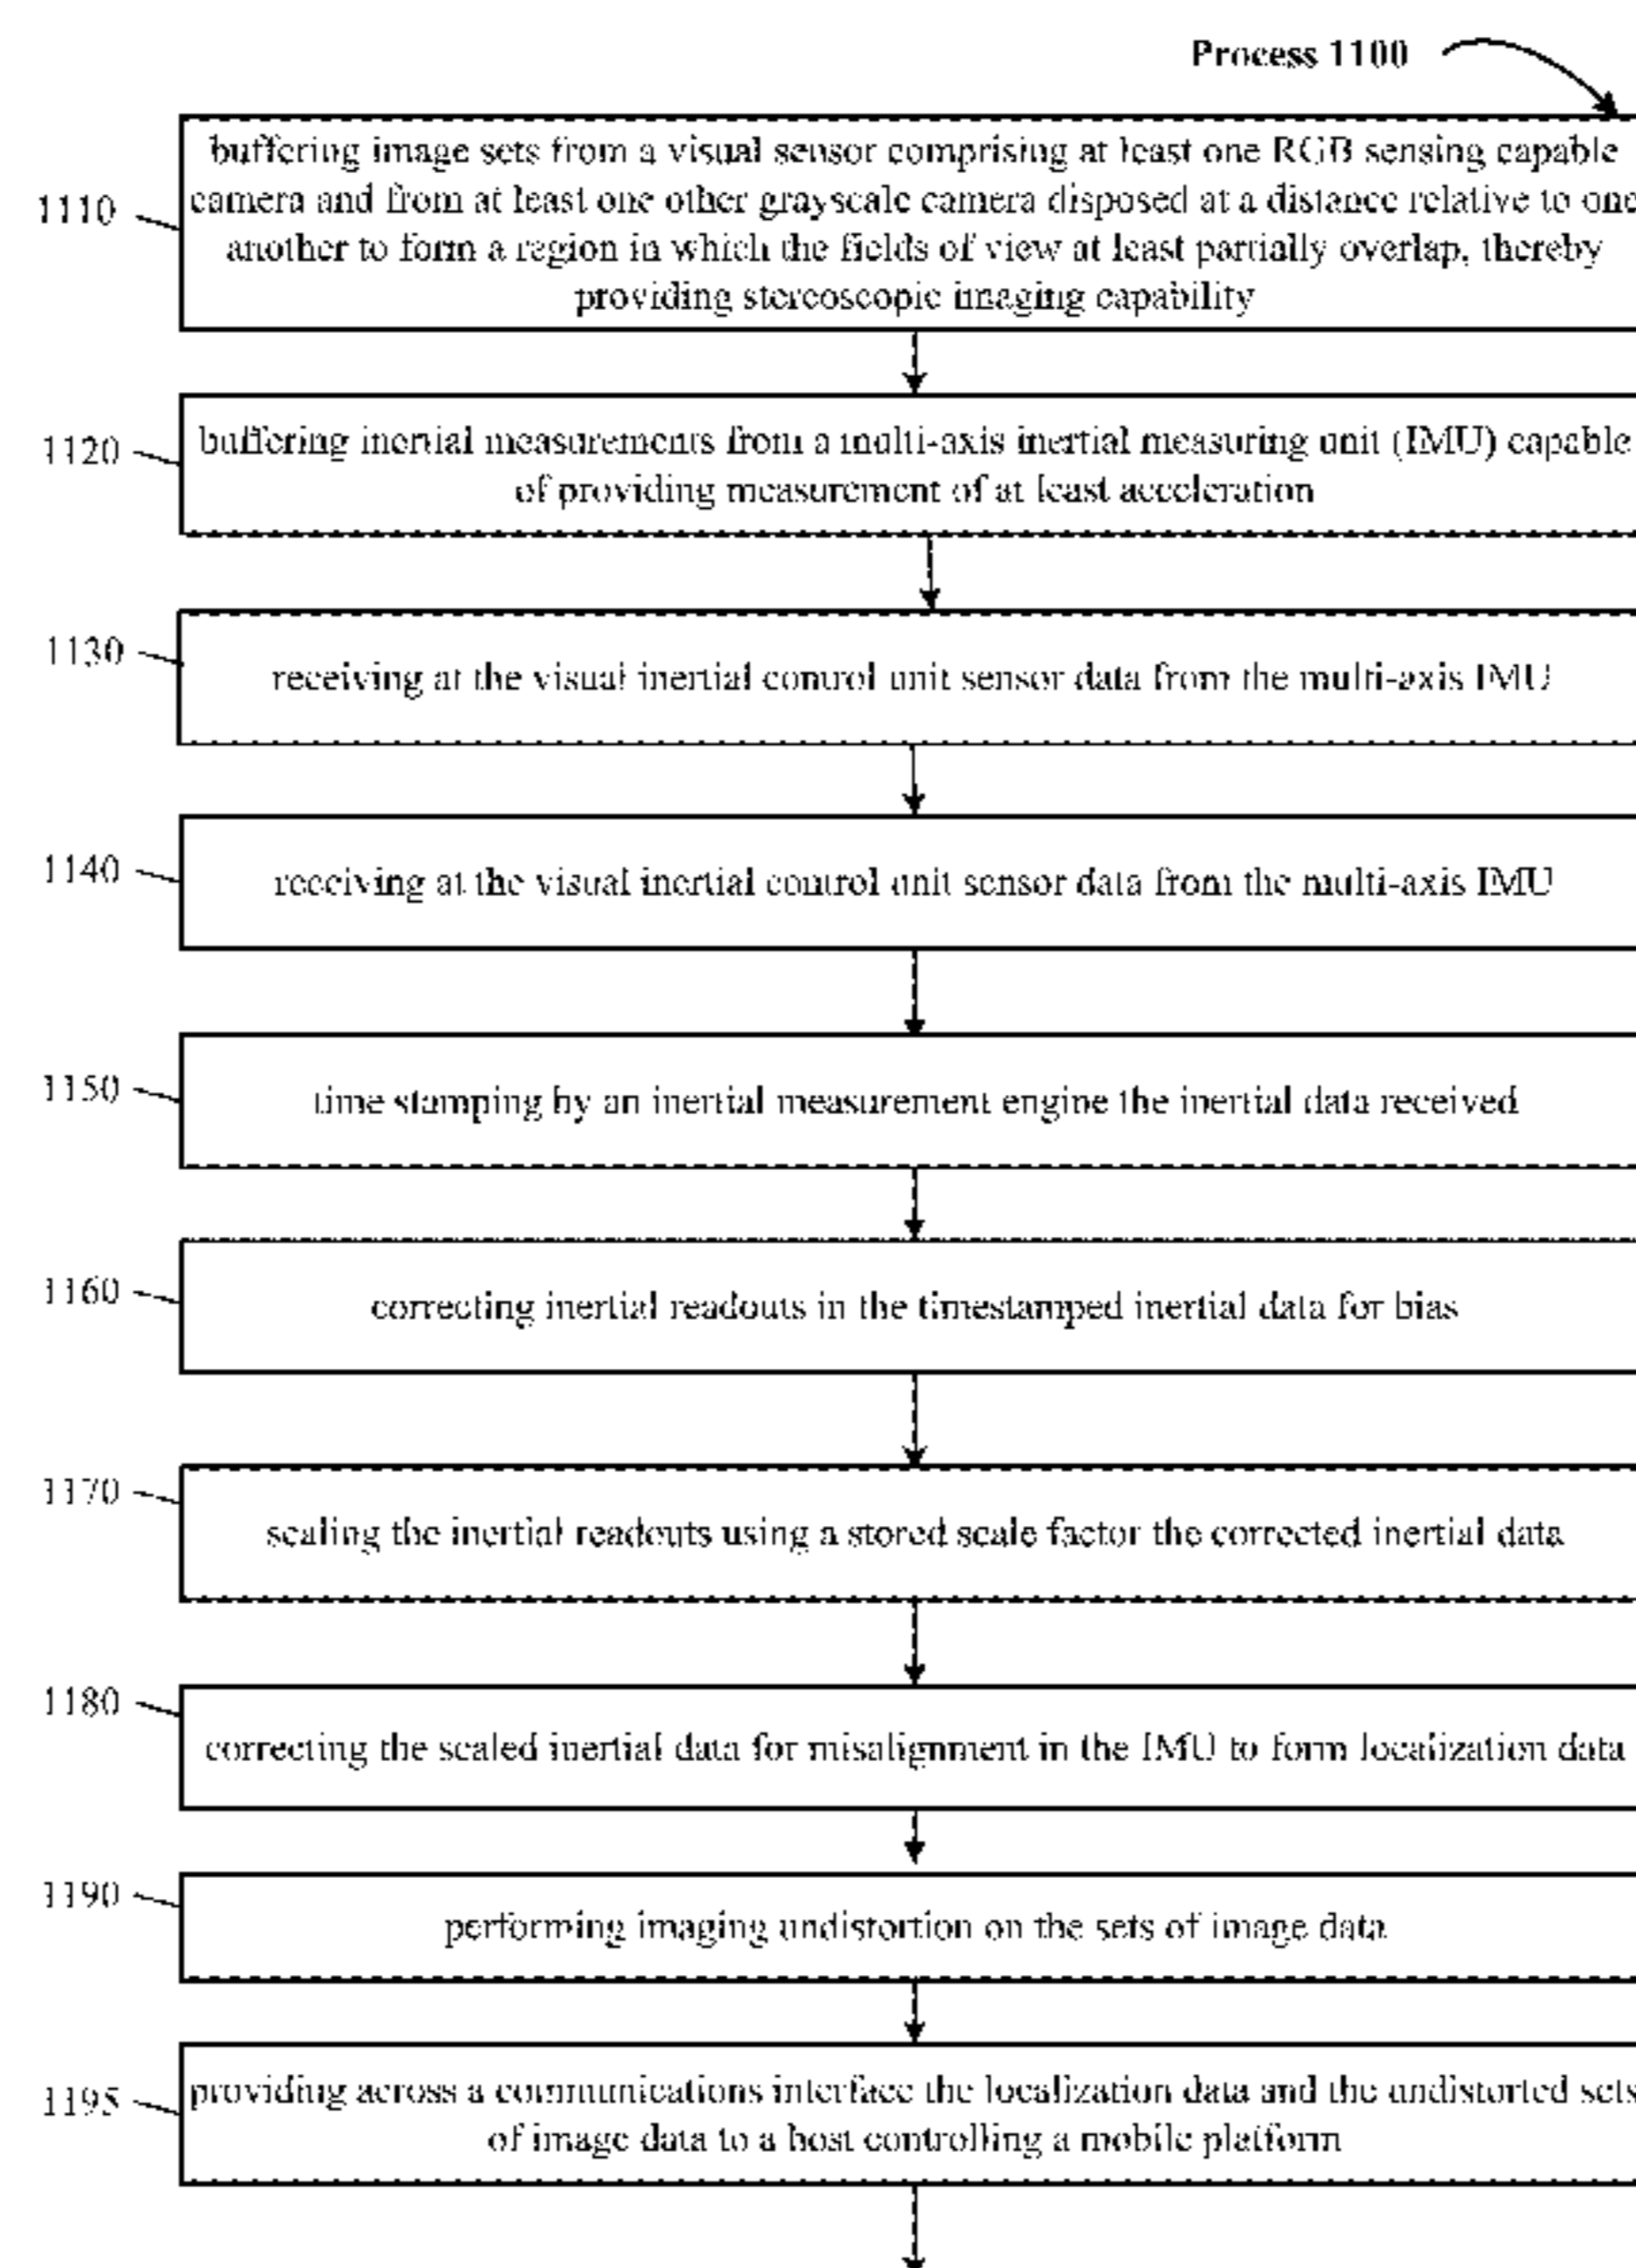 Process 1100
1110
buffering image sets from a visual sensor comprising at least one RGB sensing capable
camera and from at least one other grayscale camera disposed at a distance relative to one
another to form a region in which the fields of view at least partially overlap, thereby
providing stereoscopic imaging capability
1120
buffering inertial measurements from a multi-axis inertial measuring unit (IMU) capable
of providing measurement of at least acceleration
1130
receiving at the visual inertial control unit sensor data from the multi-axis IMU
1140
receiving at the visual inertial control unit sensor data from the multi-axis IMU
1150
time stamping by an inertial measurement engine the inertial data received
1160
correcting inertial readouts in the timestamped inertial data for bias
1170
scaling the inertial readouts using a stored scale factor the corrected inertial data
1180
correcting the scaled inertial data for misalignment in the IMU to form localization data
1190
performing imaging undistortion on the sets of image data
1195
providing across a communications interface the localization data and the undistorted sets
of image data to a host controlling a mobile platform